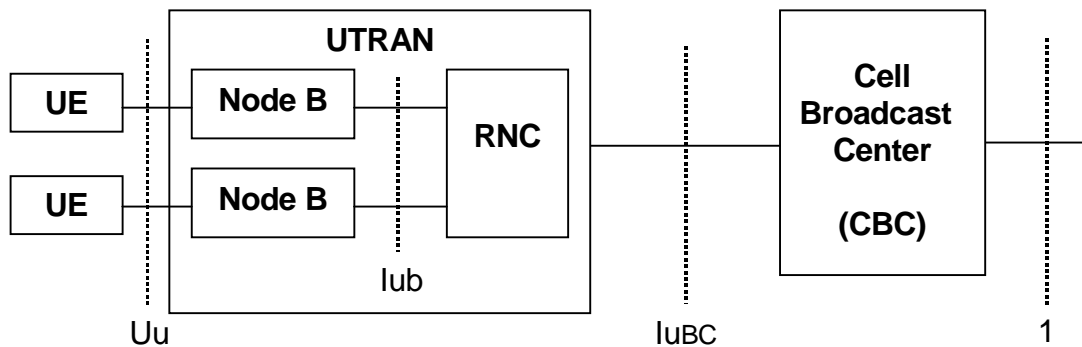 UTRAN
UE
Node B
RNC
UE
Node B
Cell
Broadcast
Center
(CBC)
Uu
Iub
IuBC
1